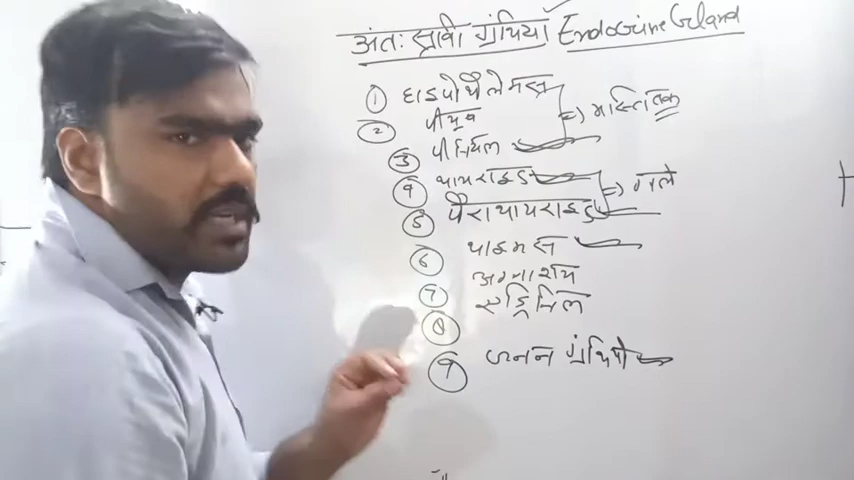 अंतः स्रावी ग्रंथियां Endocrine Gland
① हाइपोथैलेमस
② पीयूष
③ पीनियल
⇒ मस्तिष्क
④ थायराइड
⑤ पैराथायराइड
⇒ गले
⑥ थाइमस
⑦ अग्नाशय
⑧ एड्रिनल
⑨ जनन ग्रंथियों